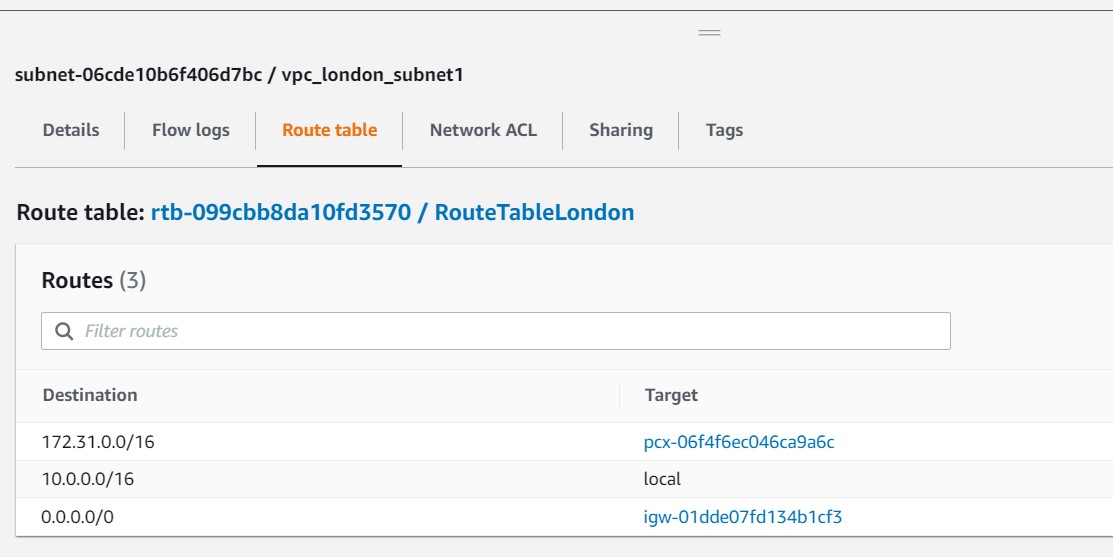 subnet-06cde10b6f406d7bc / vpc_london_subnet1
Details Flow logs Route table Network ACL Sharing Tags
Route table: rtb-099cbb8da10fd3570 / RouteTableLondon
Routes (3)
Filter routes
Destination Target
172.31.0.0/16 pcx-06f4f6ec046ca9a6c
10.0.0.0/16 local
0.0.0.0/0 igw-01dde07fd134b1cf3